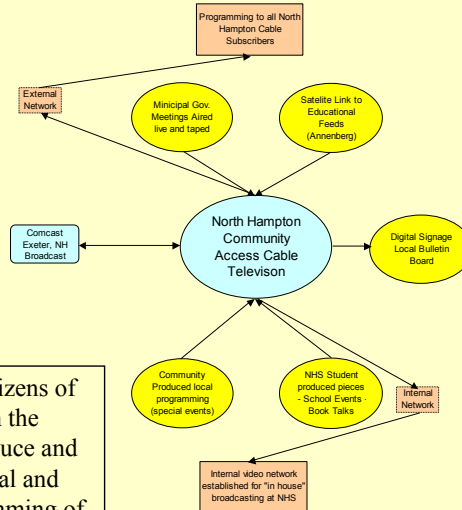 Programming to all North
Hampton Cable
Subscribers
External
Network
Minicipal Gov.
Meetings Aired
live and taped
Satelite Link to
Educational
Feeds
(Annenberg)
Comcast
Exeter, NH
Broadcast
North Hampton
Community
Access Cable
Televison
Digital Signage
Local Bulletin
Board
Community
Produced local
programming
(special events)
NHS Student
produced pieces
- School Events -
Book Talks
Internal
Network
Internal video network
established for "in house"
broadcasting at NHS
izens of
n the
uce and
al and
mming of